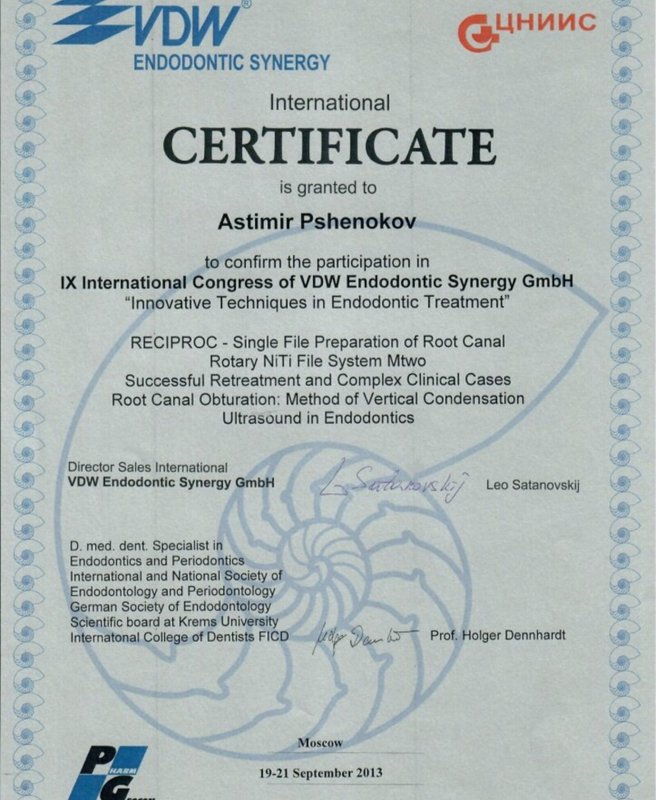 VDW®
ENDODONTIC SYNERGY
ЦНИИС
International
CERTIFICATE
is granted to
Astimir Pshenokov
to confirm the participation in
IX International Congress of VDW Endodontic Synergy GmbH
“Innovative Techniques in Endodontic Treatment”
RECIPROC - Single File Preparation of Root Canal
Rotary NiTi File System Mtwo
Successful Retreatment and Complex Clinical Cases
Root Canal Obturation: Method of Vertical Condensation
Ultrasound in Endodontics
Director Sales International
VDW Endodontic Synergy GmbH
L. Satanovskij
Leo Satanovskij
D. med. dent. Specialist in
Endodontics and Periodontics
International and National Society of
Endodontology and Periodontology
German Society of Endodontology
Scientific board at Krems University
Internatonal College of Dentists FICD
Prof. Holger Dennhardt
Moscow
19-21 September 2013
PHARM